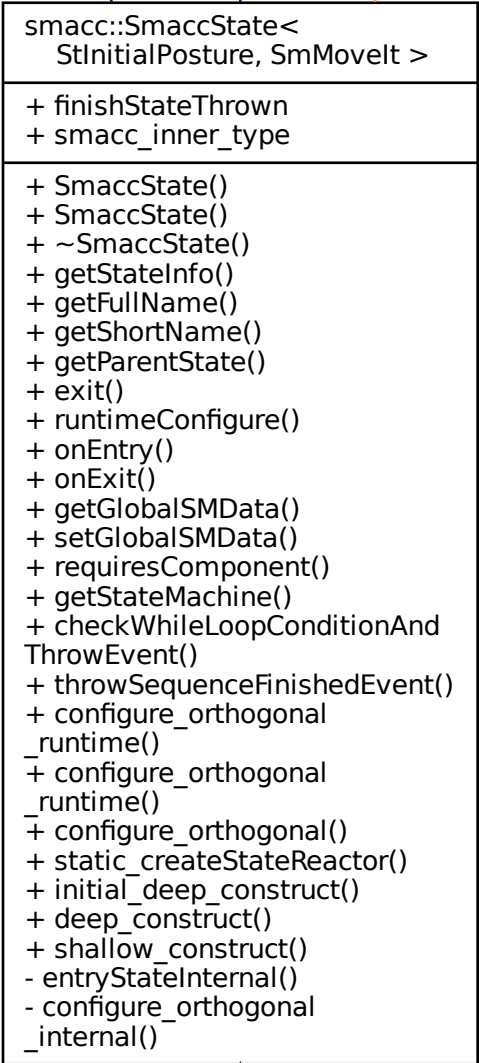 smacc::SmaccState<
StInitialPosture, SmMoveIt >
+ finishStateThrown
+ smacc_inner_type
+ SmaccState()
+ SmaccState()
+ ~SmaccState()
+ getStateInfo()
+ getFullName()
+ getShortName()
+ getParentState()
+ exit()
+ runtimeConfigure()
+ onEntry()
+ onExit()
+ getGlobalSMData()
+ setGlobalSMData()
+ requiresComponent()
+ getStateMachine()
+ checkWhileLoopConditionAnd
ThrowEvent()
+ throwSequenceFinishedEvent()
+ configure_orthogonal
_runtime()
+ configure_orthogonal
_runtime()
+ configure_orthogonal()
+ static_createStateReactor()
+ initial_deep_construct()
+ deep_construct()
+ shallow_construct()
- entryStateInternal()
- configure_orthogonal
_internal()